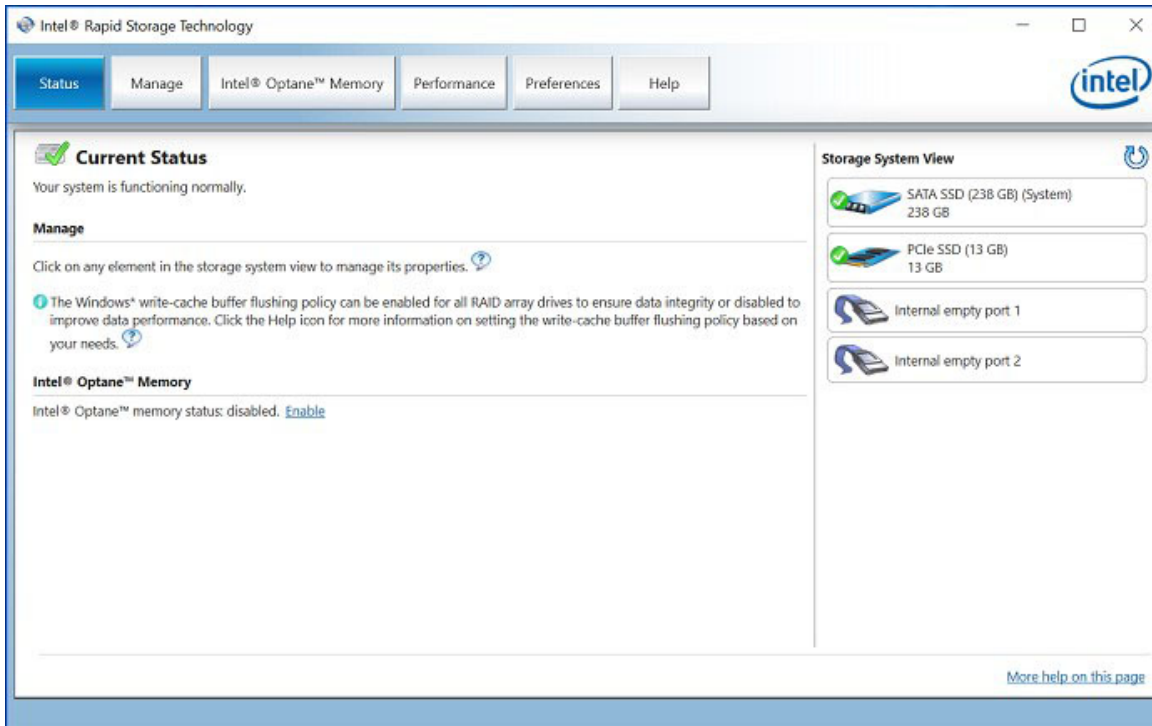 Intel® Rapid Storage Technology
Status
Manage
Intel® Optane™ Memory
Performance
Preferences
Help
intel
Current Status
Your system is functioning normally.
Manage
Click on any element in the storage system view to manage its properties.
The Windows* write-cache buffer flushing policy can be enabled for all RAID array drives to ensure data integrity or disabled to
improve data performance. Click the Help icon for more information on setting the write-cache buffer flushing policy based on
your needs.
Intel® Optane™ Memory
Intel® Optane™ memory status: disabled. Enable
Storage System View
SATA SSD (238 GB) (System)
238 GB
PCIe SSD (13 GB)
13 GB
Internal empty port 1
Internal empty port 2
More help on this page